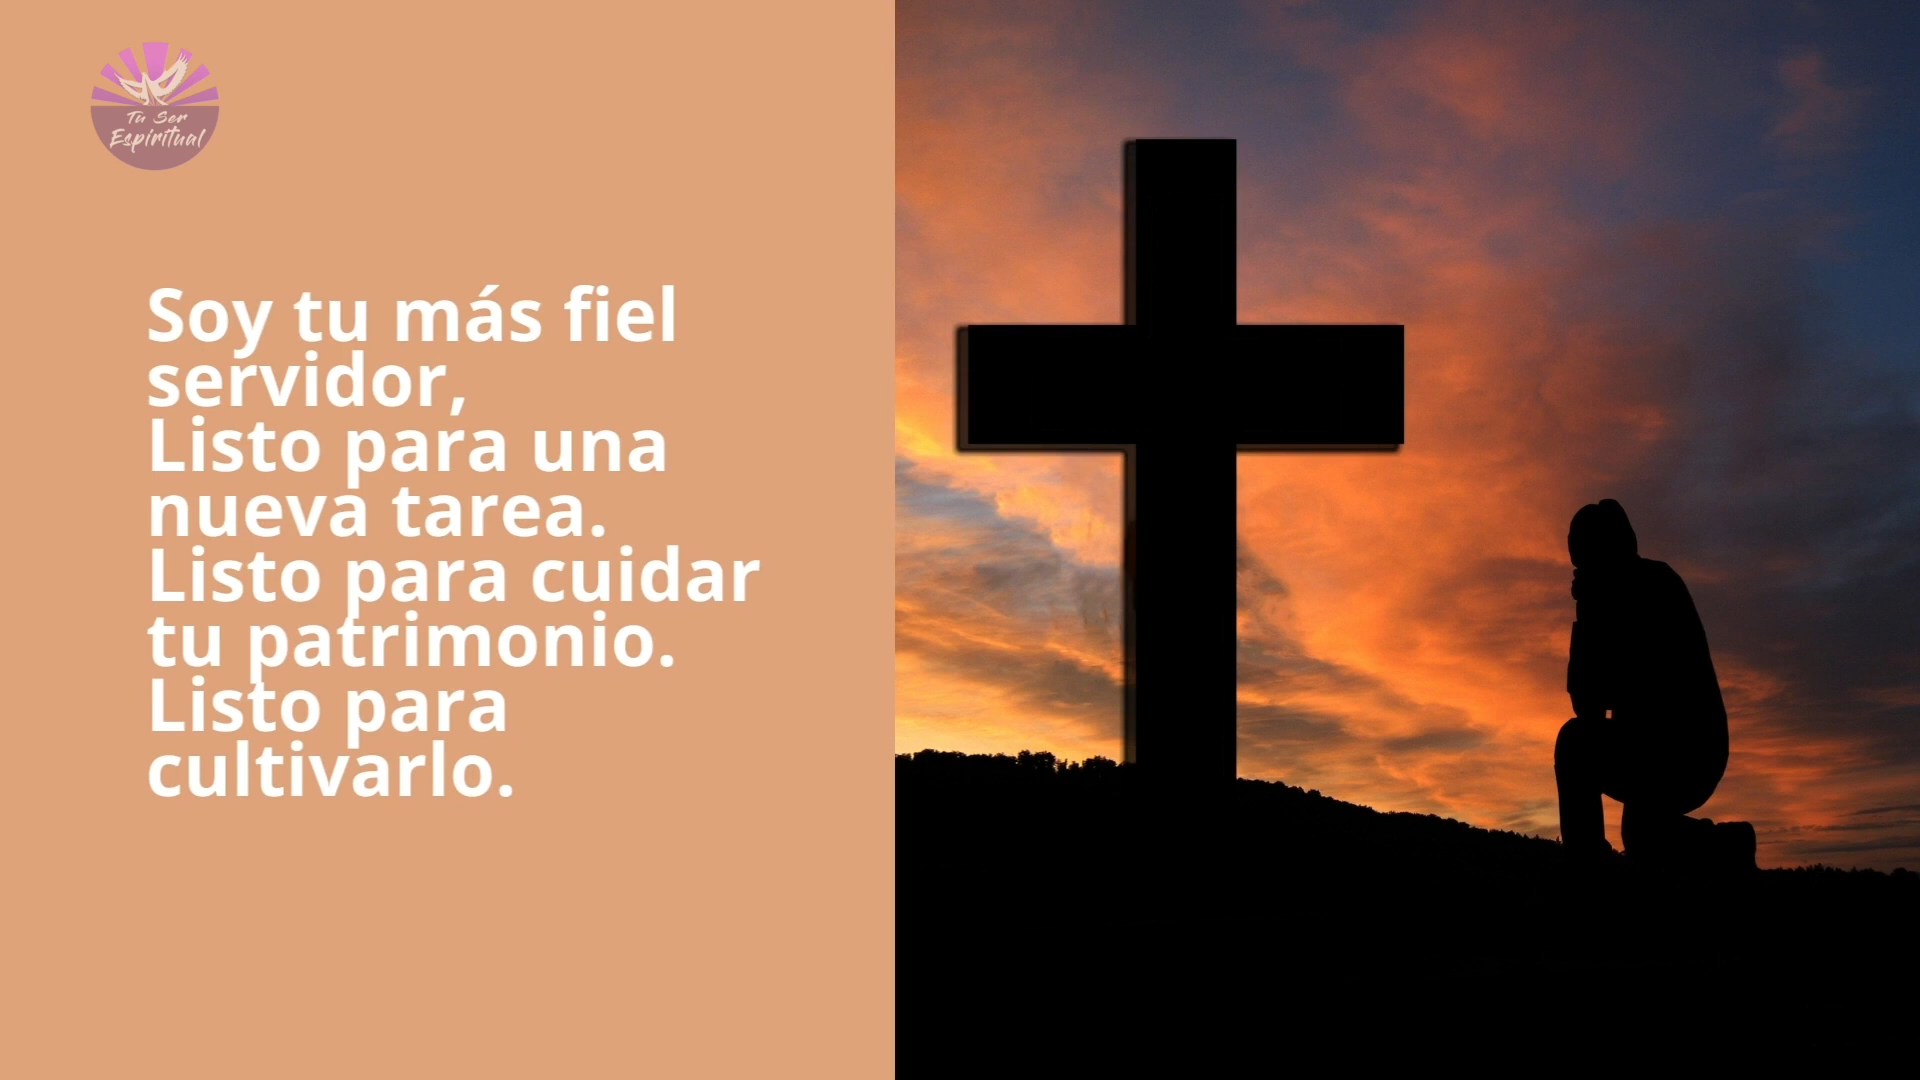 Tu Ser
Espiritual
Soy tu más fiel
servidor,
Listo para una
nueva tarea.
Listo para cuidar
tu patrimonio.
Listo para
cultivarlo.